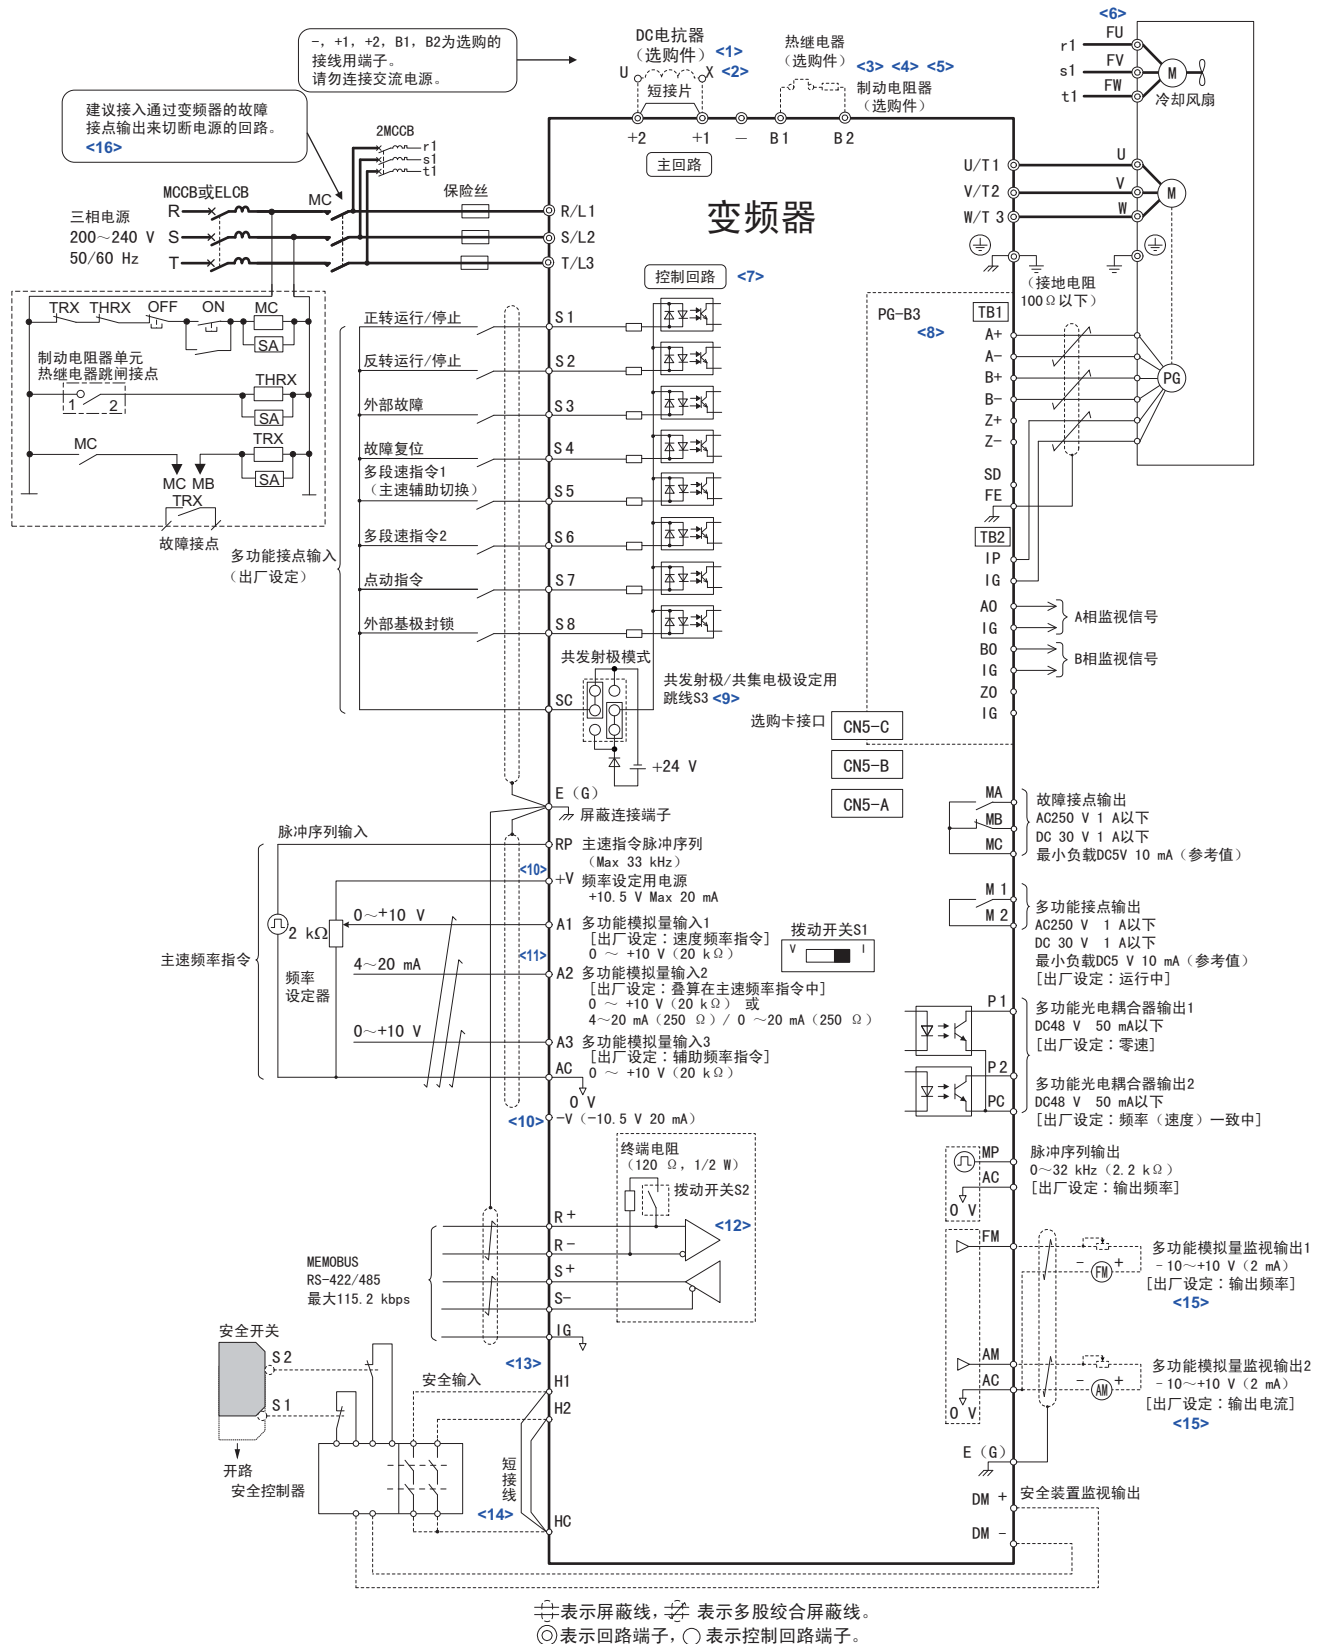 <6>
FU
r1
FV
s1
FW
t1
M
冷却风扇
-, +1, +2, B1, B2为选购的
接线用端子。
请勿连接交流电源。
DC电抗器
（选购件）
<1>
U
X
<2>
短接片
热继电器
（选购件）
<3> <4> <5>
制动电阻器
（选购件）
+2
+1
－
B1
B2
主回路
建议接入通过变频器的故障
接点输出来切断电源的回路。
<16>
2MCCB
r1
s1
t1
MCCB或ELCB
MC
保险丝
三相电源
200～240 V
50/60 Hz
R
S
T
R/L1
S/L2
T/L3
变频器
U/T1
V/T2
W/T 3
U
V
W
M
（接地电阻
100Ω以下）
控制回路
<7>
TRX
THRX
OFF
ON
MC
SA
制动电阻器单元
热继电器跳闸接点
1
2
THRX
SA
MC
TRX
MC
MB
SA
TRX
故障接点
多功能接点输入
（出厂设定）
正转运行/停止
S1
反转运行/停止
S2
外部故障
S3
故障复位
S4
多段速指令1
（主速辅助切换）
S5
多段速指令2
S6
点动指令
S7
外部基极封锁
S8
共发射极模式
SC
共发射极/共集电极设定用
跳线S3 <9>
+24 V
PG-B3
<8>
TB1
A+
A-
B+
B-
Z+
Z-
SD
FE
PG
TB2
IP
IG
AO
IG
A相监视信号
BO
IG
B相监视信号
ZO
IG
选购卡接口
CN5-C
CN5-B
CN5-A
E（G）
屏蔽连接端子
脉冲序列输入
RP
主速指令脉冲序列
（Max 33 kHz）
<10>
+V
频率设定用电源
+10.5 V Max 20 mA
2 kΩ
0～+10 V
A1
多功能模拟量输入1
[出厂设定：速度频率指令]
0 ～ +10 V（20 kΩ）
<11>
主速频率指令
频率
设定器
4～20 mA
A2
多功能模拟量输入2
[出厂设定：叠算在主速频率指令中]
0 ～ +10 V（20 kΩ） 或
4～20 mA（250 Ω）/ 0 ～20 mA（250 Ω）
0～+10 V
A3
多功能模拟量输入3
[出厂设定：辅助频率指令]
0 ～ +10 V（20 kΩ）
AC
0 V
<10>
-V（-10.5 V 20 mA）
拨动开关S1
V
I
MA
MB
MC
故障接点输出
AC250 V 1 A以下
DC 30 V 1 A以下
最小负载DC5V 10 mA（参考值）
M1
M2
多功能接点输出
AC250 V 1 A以下
DC 30 V 1 A以下
最小负载DC5 V 10 mA（参考值）
[出厂设定：运行中]
P1
多功能光电耦合器输出1
DC48 V 50 mA以下
[出厂设定：零速]
P2
PC
多功能光电耦合器输出2
DC48 V 50 mA以下
[出厂设定：频率（速度）一致中]
MP
AC
0 V
脉冲序列输出
0～32 kHz（2.2 kΩ）
[出厂设定：输出频率]
终端电阻
（120 Ω, 1/2 W）
拨动开关S2
<12>
R+
R-
S+
S-
IG
MEMOBUS
RS-422/485
最大115.2 kbps
<13>
FM
-
FM
+
多功能模拟量监视输出1
-10～+10 V（2 mA）
[出厂设定：输出频率]
<15>
AM
AC
0 V
-
AM
+
多功能模拟量监视输出2
-10～+10 V（2 mA）
[出厂设定：输出电流]
<15>
E（G）
安全开关
S2
S1
开路
安全控制器
安全输入
H1
H2
短
接
线
<14>
HC
DM +
DM -
安全装置监视输出
表示屏蔽线, 表示多股绞合屏蔽线。
表示回路端子, 表示控制回路端子。